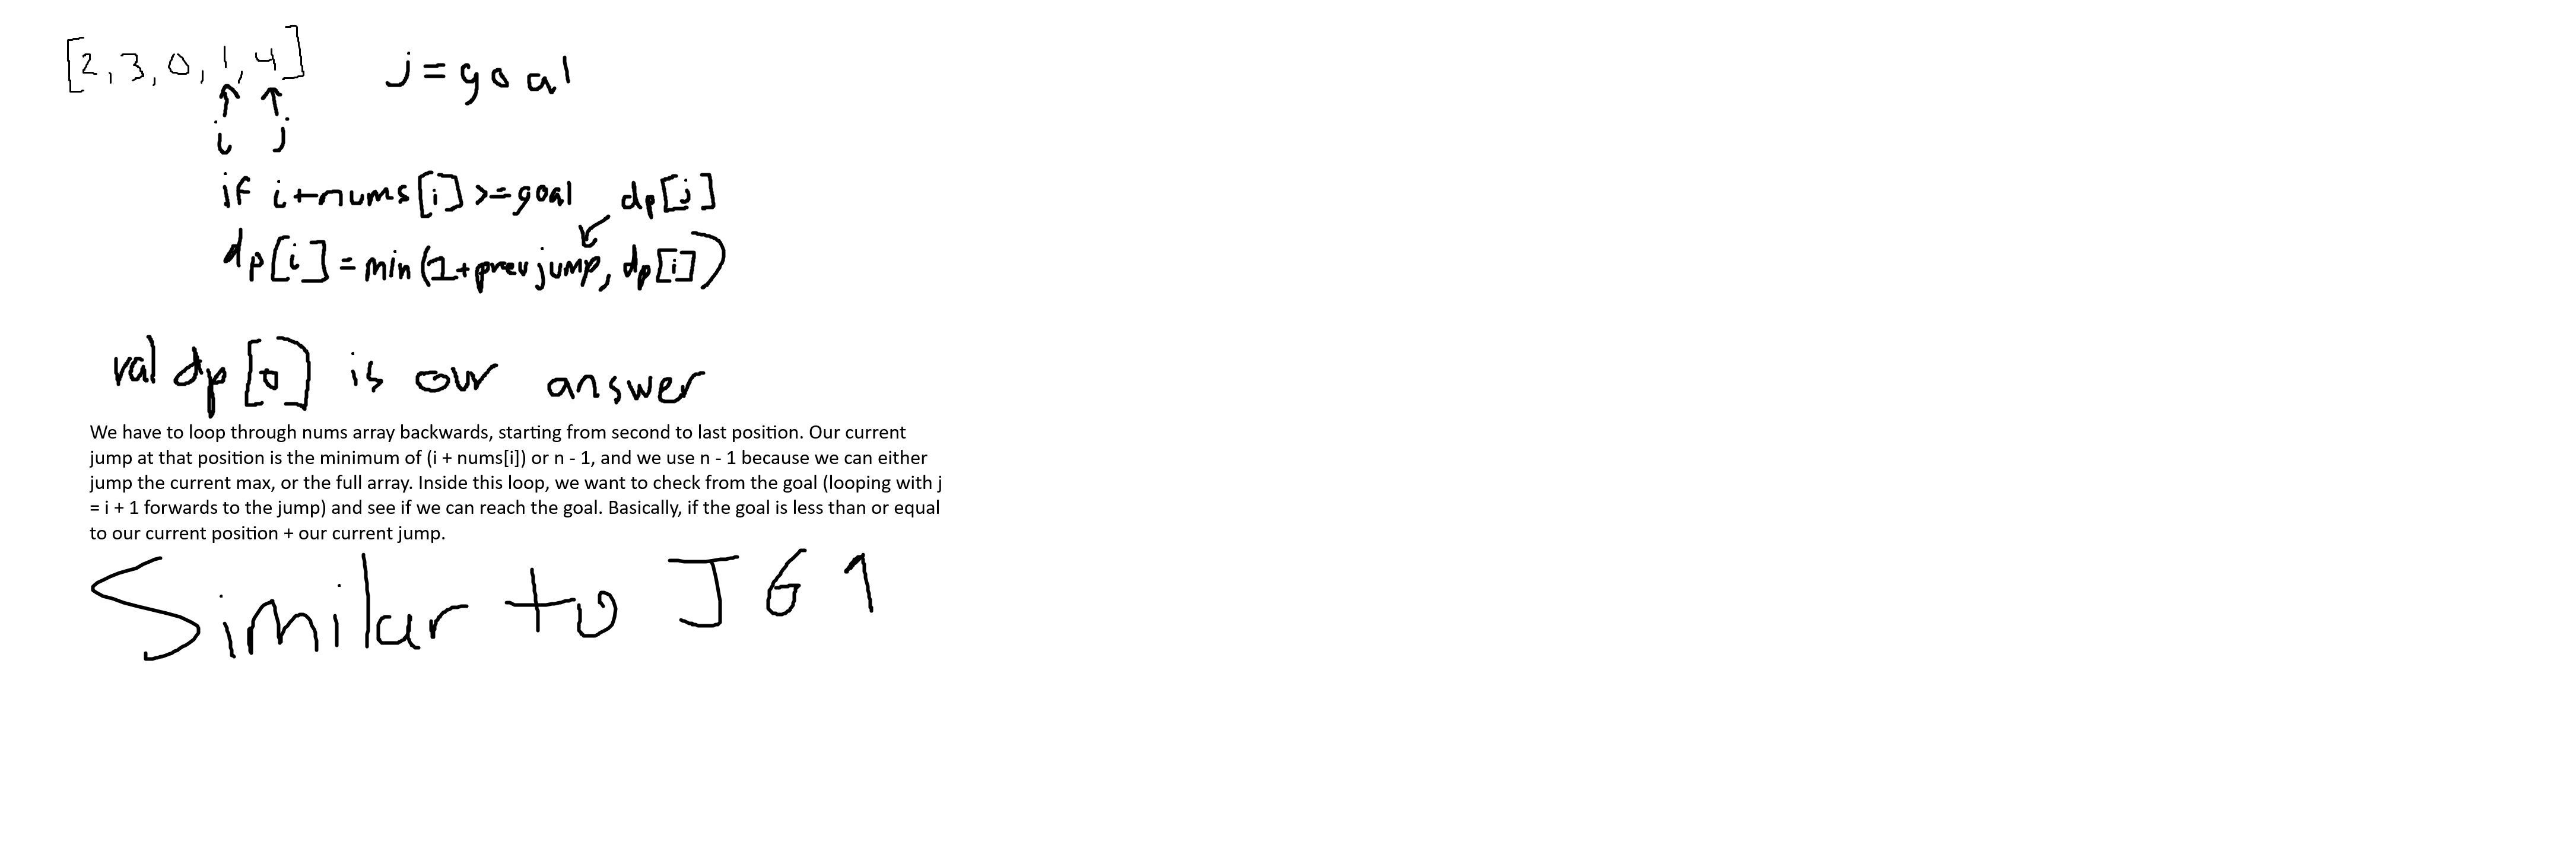 [2, 3, 0, 1, 4] j = goal
i j
if i+nums[i] >= goal dp[j]
dp[i] = min(1+prev jump, dp[i])
val dp[0] is our answer
We have to loop through nums array backwards, starting from second to last position. Our current
jump at that position is the minimum of (i + nums[i]) or n - 1, and we use n - 1 because we can either
jump the current max, or the full array. Inside this loop, we want to check from the goal (looping with j
= i + 1 forwards to the jump) and see if we can reach the goal. Basically, if the goal is less than or equal
to our current position + our current jump.
Similar to JG1